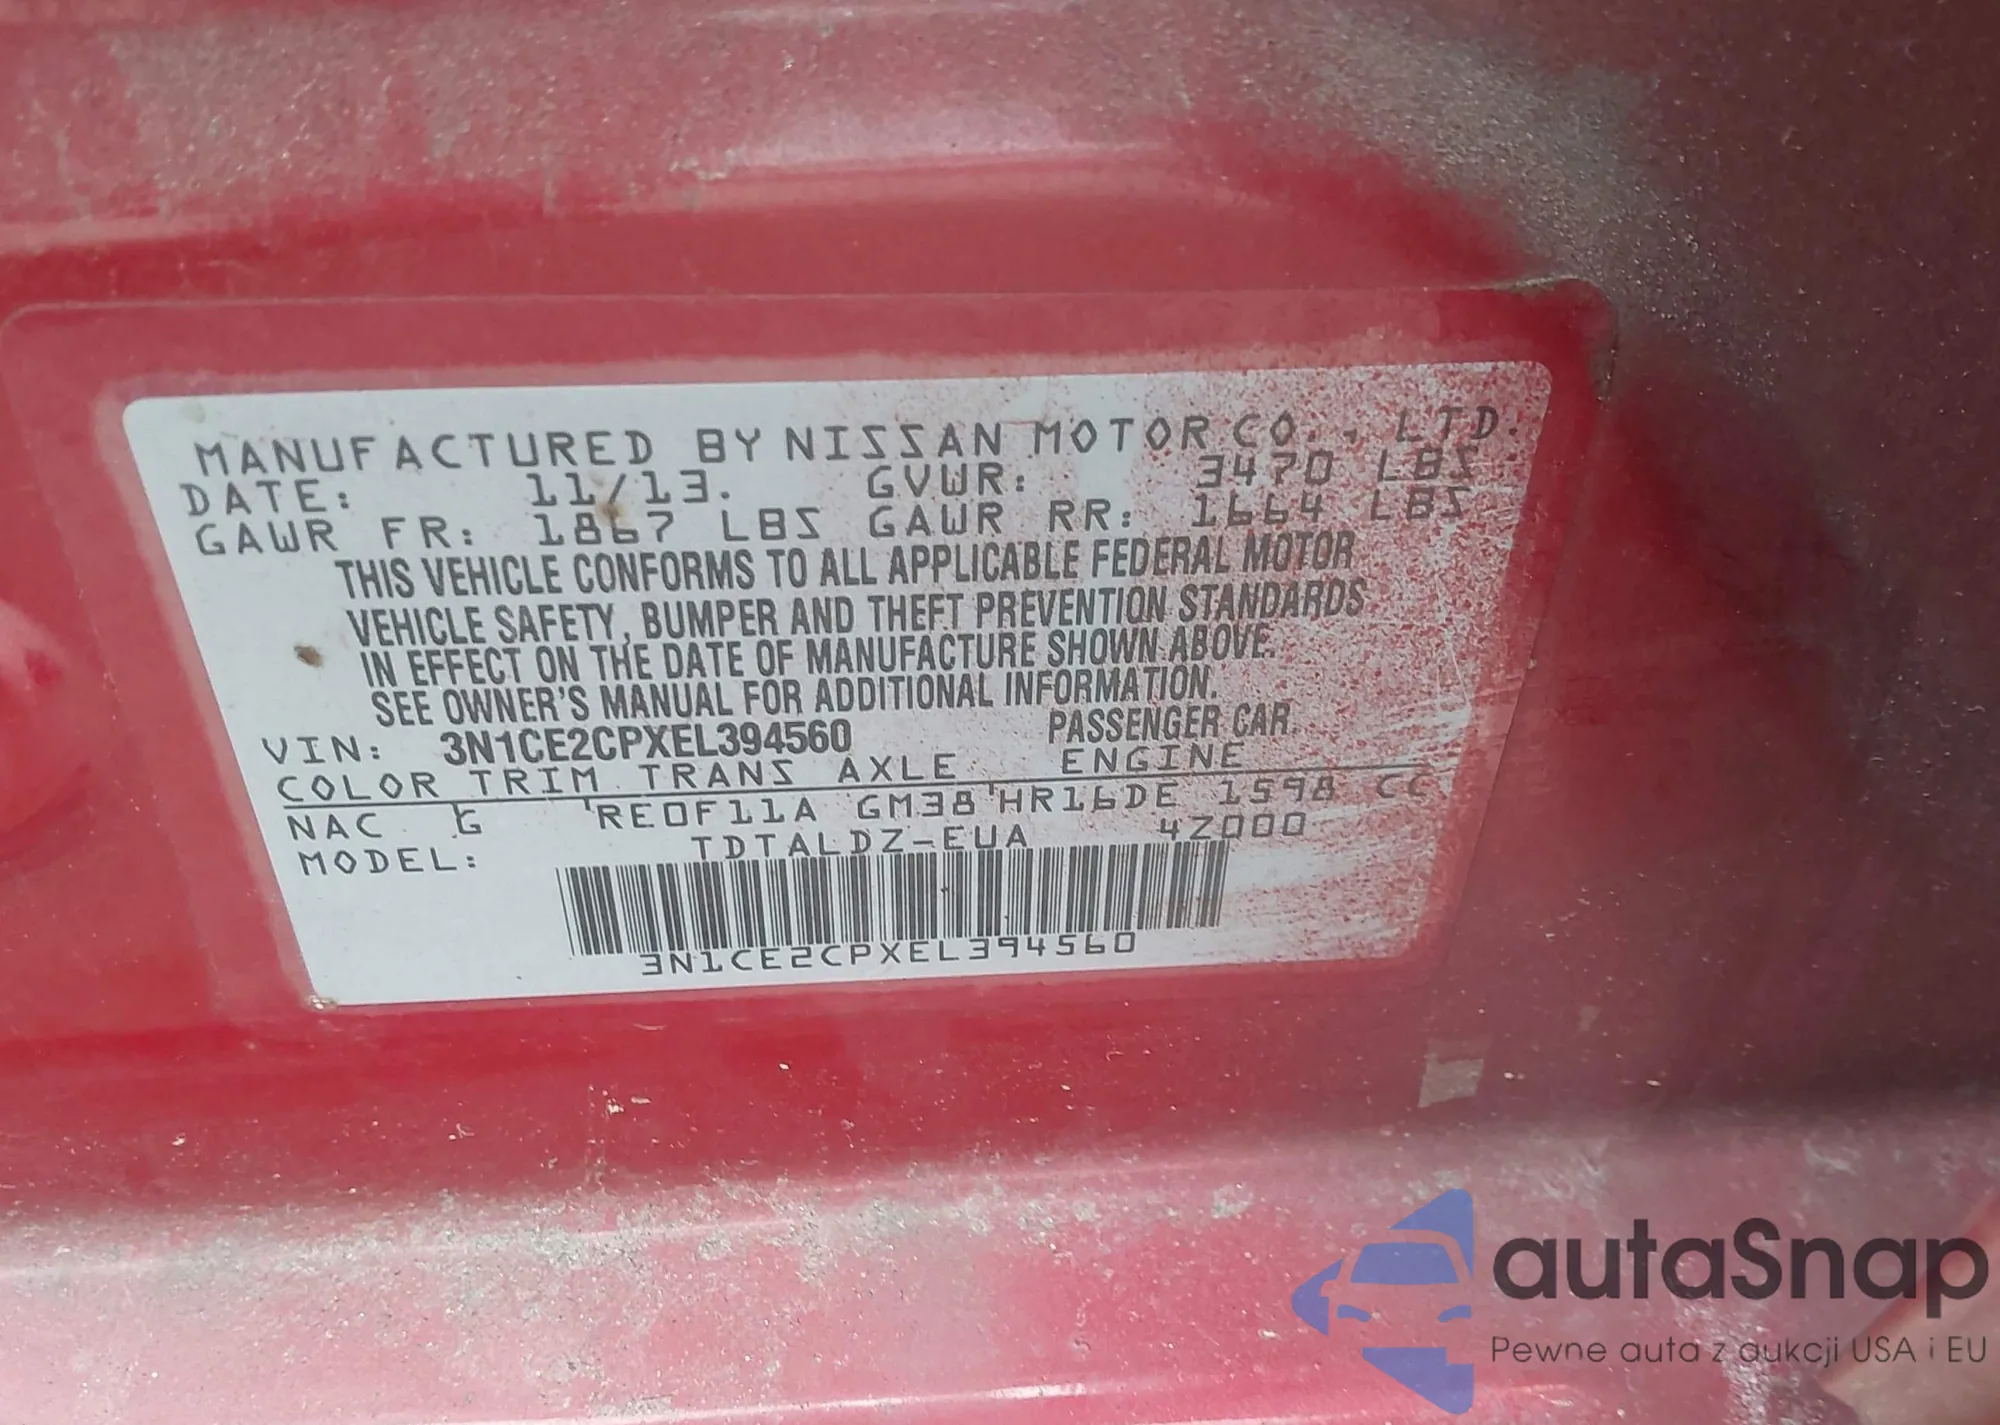 MANUFACTURED BY NISSAN MOTOR CO., LTD.
DATE: 11/13. GVWR: 3470 LBS
GAWR FR: 1867 LBS GAWR RR: 1664 LBS
THIS VEHICLE CONFORMS TO ALL APPLICABLE FEDERAL MOTOR
VEHICLE SAFETY, BUMPER AND THEFT PREVENTION STANDARDS
IN EFFECT ON THE DATE OF MANUFACTURE SHOWN ABOVE.
SEE OWNER'S MANUAL FOR ADDITIONAL INFORMATION.
VIN: 3N1CE2CPXEL394560 PASSENGER CAR.
COLOR TRIM TRANS AXLE ENGINE
NAC G RE0F11A GM38 HR16DE 1598 CC
MODEL: TDTALDZ-EUA 4Z000
3N1CE2CPXEL394560
autaSnap
Pewne auta z aukcji USA i EU